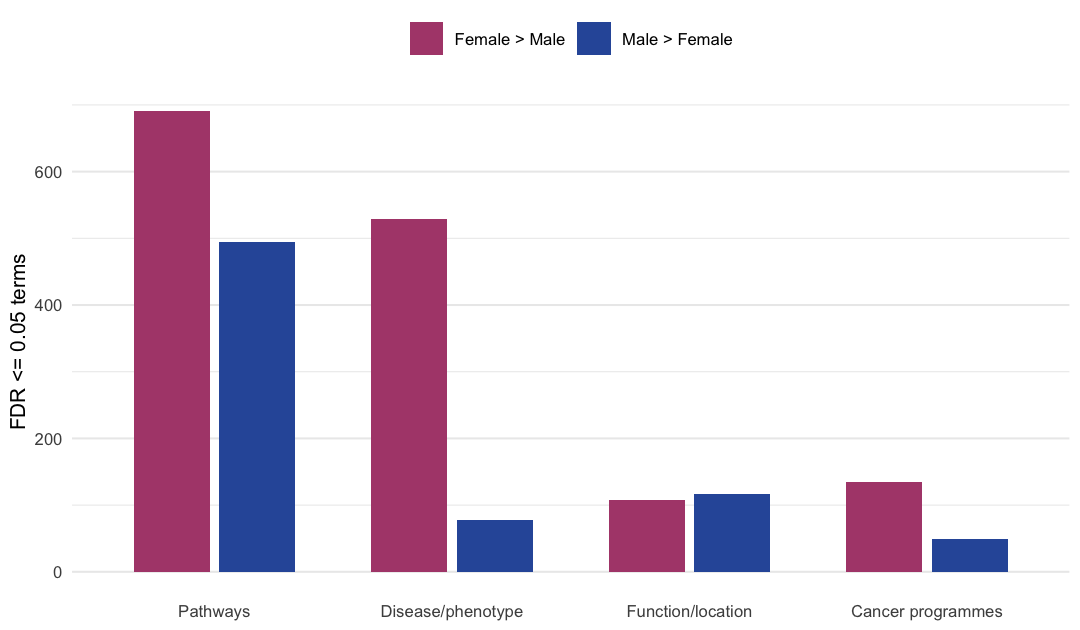 Female > Male
Male > Female
FDR <= 0.05 terms
600
400
200
0
Pathways
Disease/phenotype
Function/location
Cancer programmes